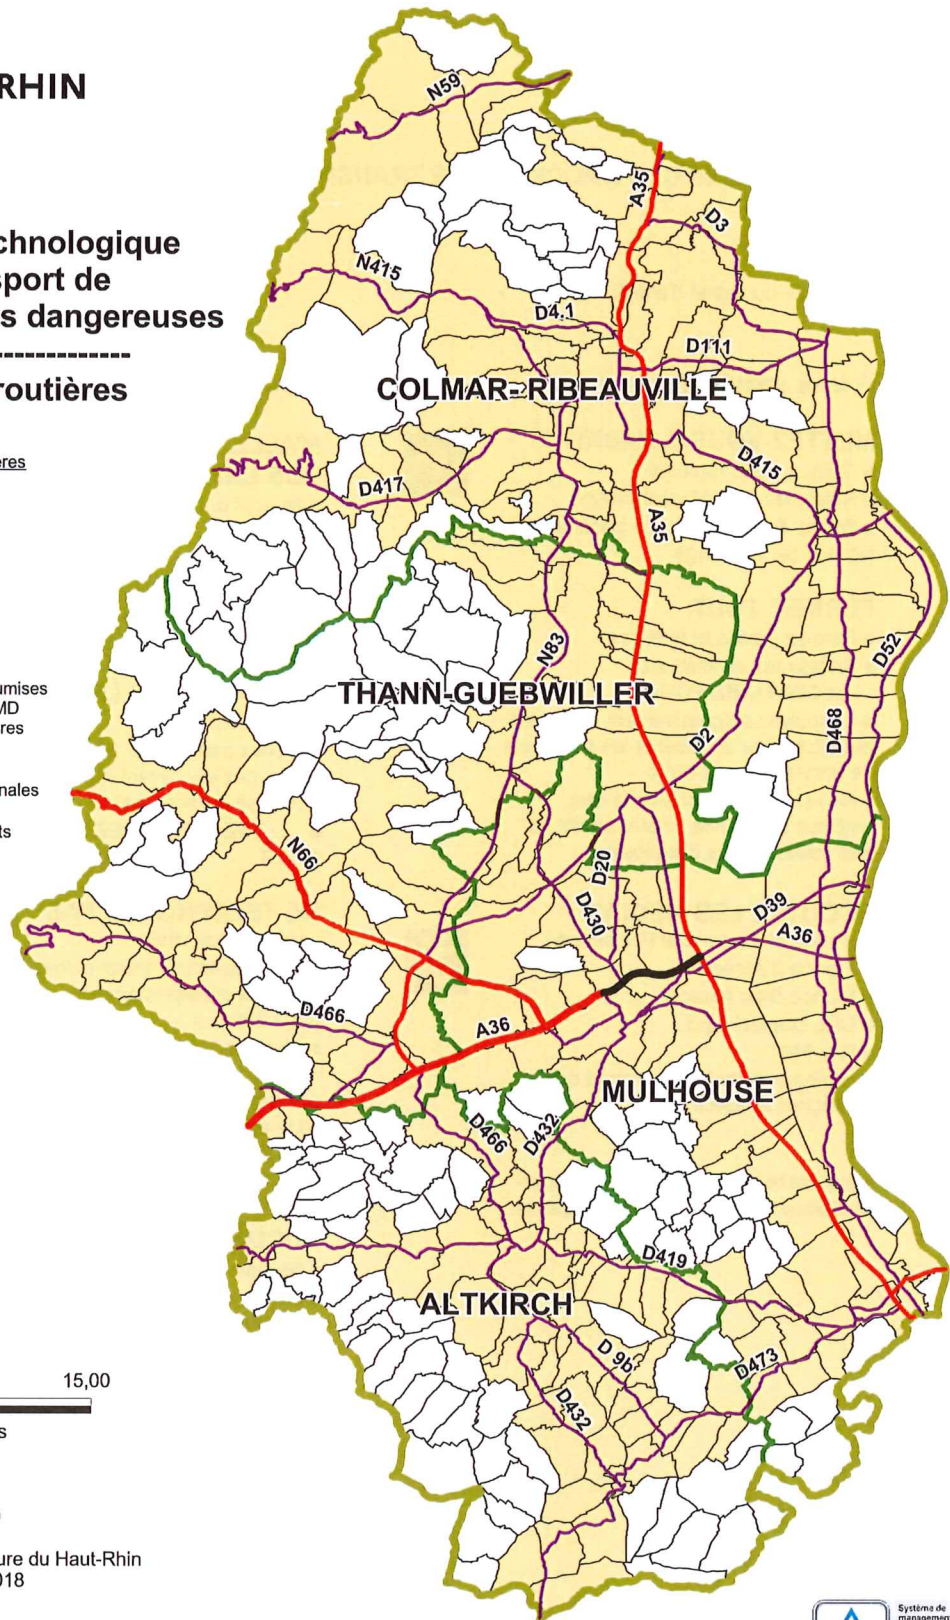 RHIN
chnologique
sport de
s dangereuses
-------------
routières
ères
umises
MD
res
nales
ts
15,00
s
ure du Haut-Rhin
018
N59
A35
D3
N415
D4.1
D111
COLMAR-RIBEAUVILLE
D415
D417
A35
N83
D52
THANN-GUEBWILLER
D468
D2
N66
D20
D430
D39
A36
D466
A36
MULHOUSE
D466
D432
D419
ALTKIRCH
D 9b
D473
D432
Système de
management